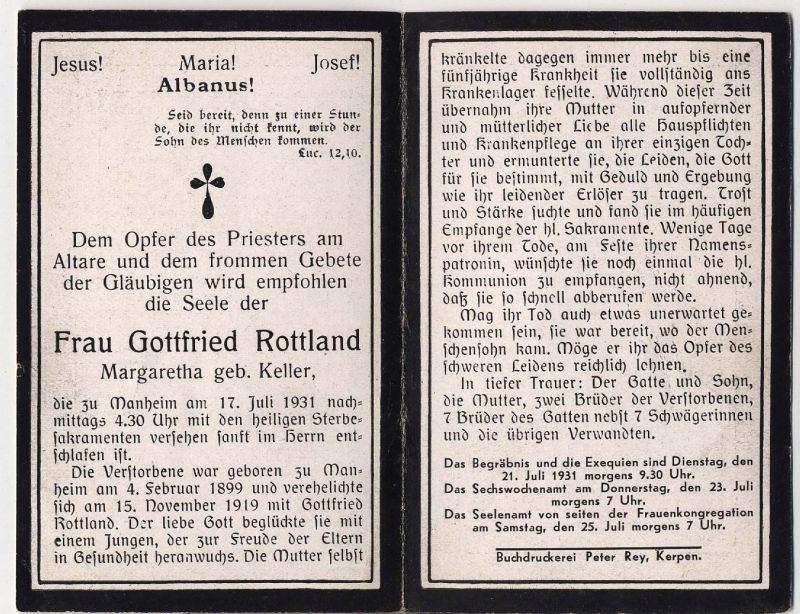 Jesus! Maria! Josef!
Albanus!
Seid bereit, denn zu einer Stun-
de, die ihr nicht kennt, wird der
Sohn des Menschen kommen.
Luc. 12,10.
Dem Opfer des Priesters am
Altare und dem frommen Gebete
der Gläubigen wird empfohlen
die Seele der
Frau Gottfried Rottland
Margaretha geb. Keller,
die zu Manheim am 17. Juli 1931 nach-
mittags 4.30 Uhr mit den heiligen Sterbe-
sakramenten versehen sanft im Herrn ent-
schlafen ist.
Die Verstorbene war geboren zu Man-
heim am 4. Februar 1899 und verehelichte
sich am 15. November 1919 mit Gottfried
Rottland. Der liebe Gott beglückte sie mit
einem Jungen, der zur Freude der Eltern
in Gesundheit heranwuchs. Die Mutter selbst
kränkelte dagegen immer mehr bis eine
fünfjährige Krankheit sie vollständig ans
Krankenlager fesselte. Während dieser Zeit
übernahm ihre Mutter in aufopfernder
und mütterlicher Liebe alle Hauspflichten
und Krankenpflege an ihrer einzigen Toch-
ter und ermunterte sie, die Leiden, die Gott
für sie bestimmt, mit Geduld und Ergebung
wie ihr leidender Erlöser zu tragen. Trost
und Stärke suchte und fand sie im häufigen
Empfange der hl. Sakramente. Wenige Tage
vor ihrem Tode, am Feste ihrer Namens-
patronin, wünschte sie noch einmal die hl.
Kommunion zu empfangen, nicht ahnend,
daß sie so schnell abberufen werde.
Mag ihr Tod auch etwas unerwartet ge-
kommen sein, sie war bereit, wo der Men-
schensohn kam. Möge er ihr das Opfer des
schweren Leidens reichlich lohnen.
In tiefer Trauer: Der Gatte und Sohn,
die Mutter, zwei Brüder der Verstorbenen,
7 Brüder des Gatten nebst 7 Schwägerinnen
und die übrigen Verwandten.
Das Begräbnis und die Exequien sind Dienstag, den
21. Juli 1931 morgens 9.30 Uhr.
Das Sechswochenamt am Donnerstag, den 23. Juli
morgens 7 Uhr.
Das Seelenamt von seiten der Frauenkongregation
am Samstag, den 25. Juli morgens 7 Uhr.
Buchdruckerei Peter Rey, Kerpen.